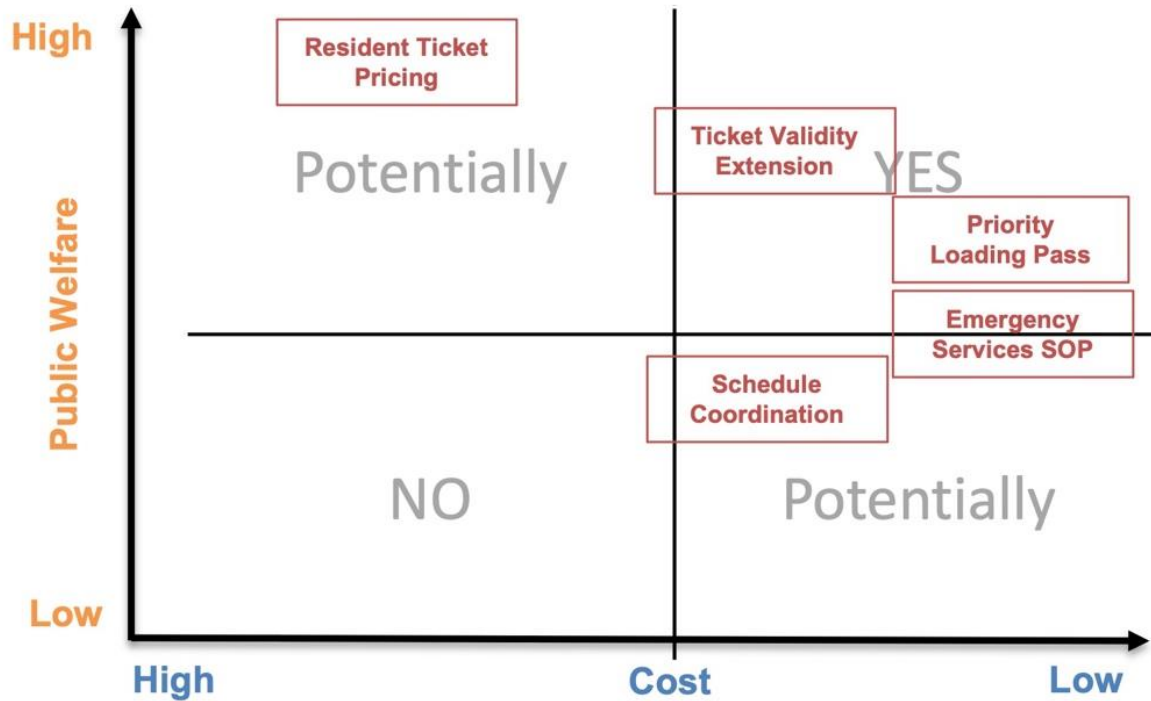 High
Resident Ticket
Pricing
Potentially
Ticket Validity
Extension
YES
Priority
Loading Pass
Public Welfare
Emergency
Services SOP
Schedule
Coordination
NO
Potentially
Low
High
Cost
Low